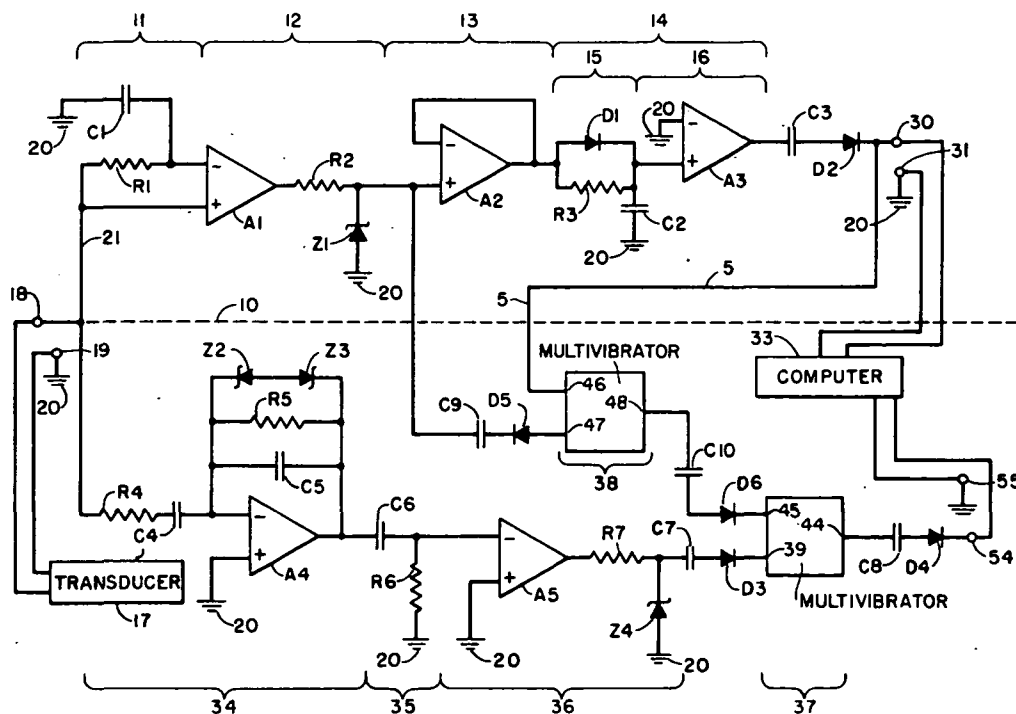 11 12 13 14
15 16
20 C1 R1 A1 R2 Z1 20 A2 D1 R3 C2 20 20 A3 C3 D2 30 31 20
21
5 5
18 10
19 20
33 COMPUTER
MULTIVIBRATOR
46 48
47
C9 D5
38
C10
Z2 Z3
R5
C5
R4 C4
A4
20
TRANSDUCER
17
C6 R6 20
A5 20
R7 Z4 20
C7 D3
D6
45 44
39
MULTIVIBRATOR
C8 D4
55
54
34 35 36 37